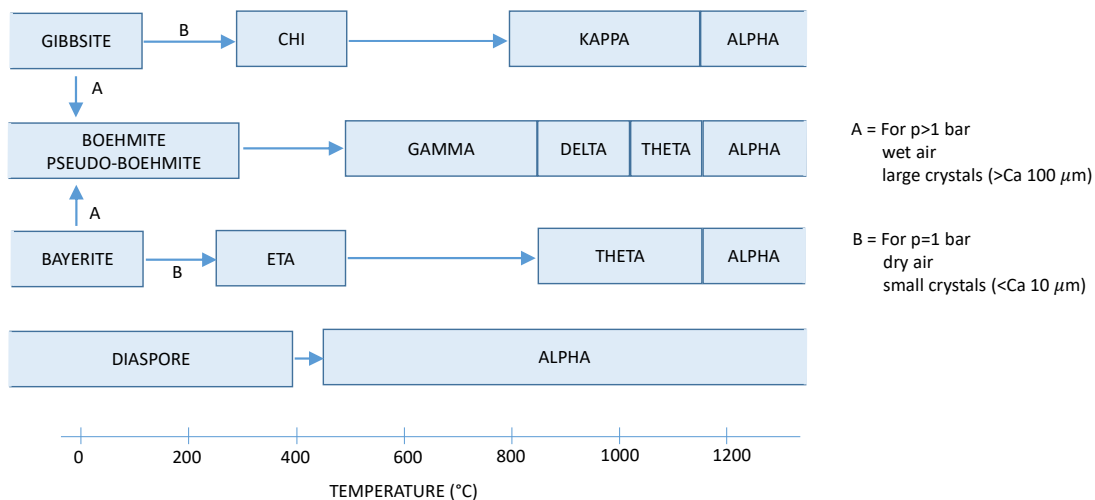 GIBBSITE
B
CHI
KAPPA
ALPHA
A
BOEHMITE
PSEUDO-BOEHMITE
GAMMA
DELTA
THETA
ALPHA
A = For p>1 bar
wet air
large crystals (>Ca 100 𝜇m)
A
BAYERITE
B
ETA
THETA
ALPHA
B = For p=1 bar
dry air
small crystals (<Ca 10 𝜇m)
DIASPORE
ALPHA
0 200 400 600 800 1000 1200
TEMPERATURE (°C)